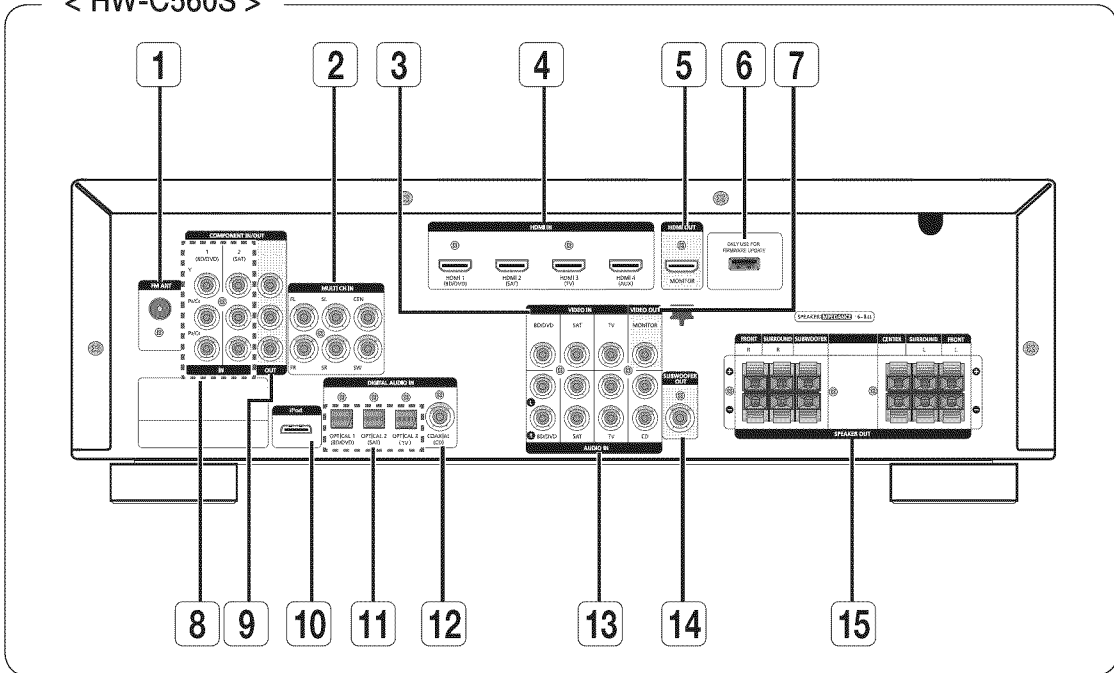 < HW-C560S >
1
2
3
4
5
6
7
COMPONENT IN/OUT
1
(BD/DVD)
2
(SAT)
Y
PB/CB
PR/CR
IN
OUT
FM ANT
MULTI CH IN
FL
SL
CEN
FR
SR
SW
HDMI IN
HDMI 1
(BD/DVD)
HDMI 2
(SAT)
HDMI 3
(TV)
HDMI 4
(AUX)
HDMI OUT
MONITOR
ONLY USE FOR
FIRMWARE UPDATE
VIDEO IN
VIDEO OUT
BD/DVD
SAT
TV
MONITOR
L
R
BD/DVD
SAT
TV
CD
AUDIO IN
SUBWOOFER
OUT
iPod
DIGITAL AUDIO IN
OPTICAL 1
(BD/DVD)
OPTICAL 2
(SAT)
OPTICAL 3
(TV)
COAXIAL
(CD)
SPEAKER IMPEDANCE : 6~8Ω
FRONT
R
SURROUND
R
SUBWOOFER
CENTER
SURROUND
L
FRONT
L
+
−
+
−
SPEAKER OUT
8
9
10
11
12
13
14
15